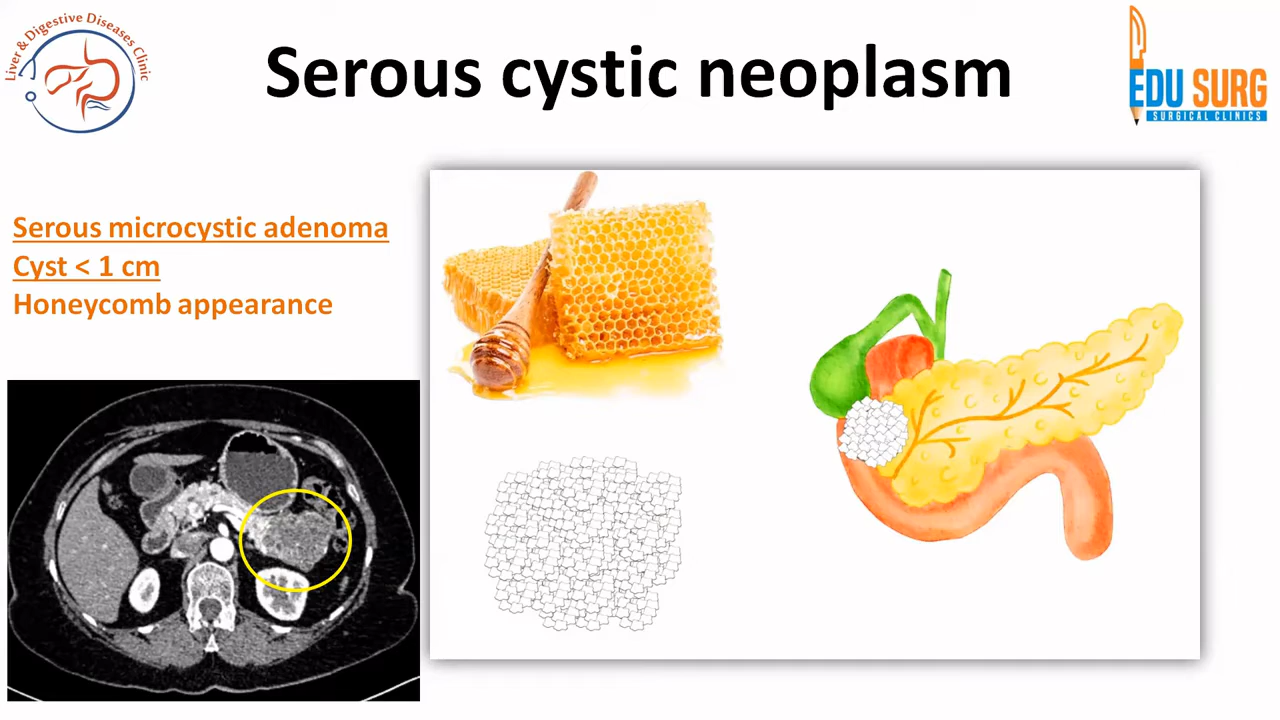 Liver & Digestive Diseases Clinic
Serous cystic neoplasm
EDU SURG
SURGICAL CLINICS
Serous microcystic adenoma
Cyst < 1 cm
Honeycomb appearance